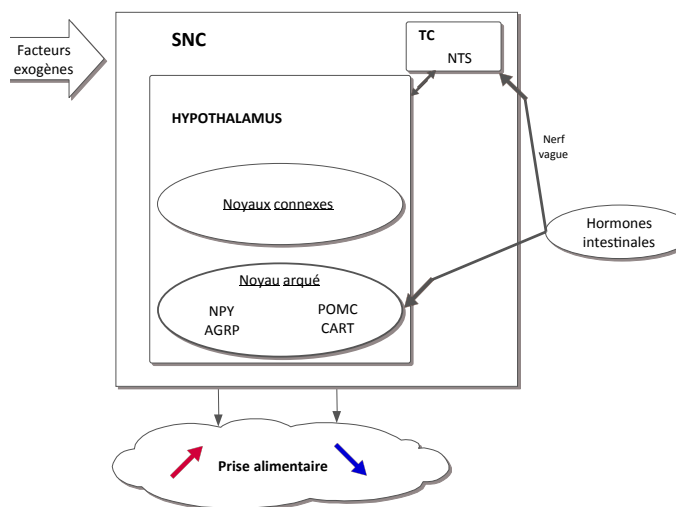 Facteurs
exogènes
SNC
TC
NTS
HYPOTHALAMUS
Nerf
vague
Noyaux connexes
Hormones
intestinales
Noyau arqué
NPY POMC
AGRP CART
Prise alimentaire